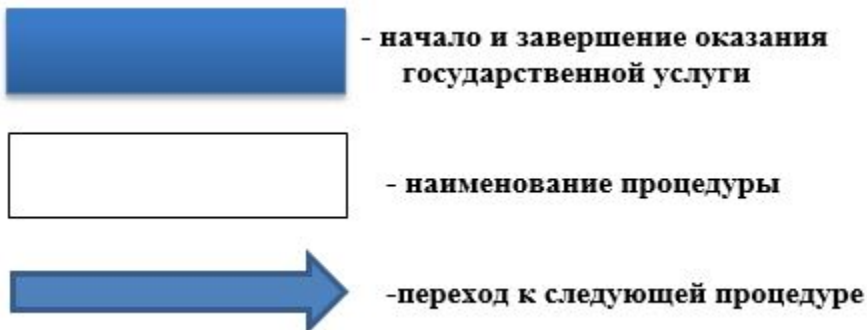 - начало и завершение оказания
государственной услуги
- наименование процедуры
-переход к следующей процедуре